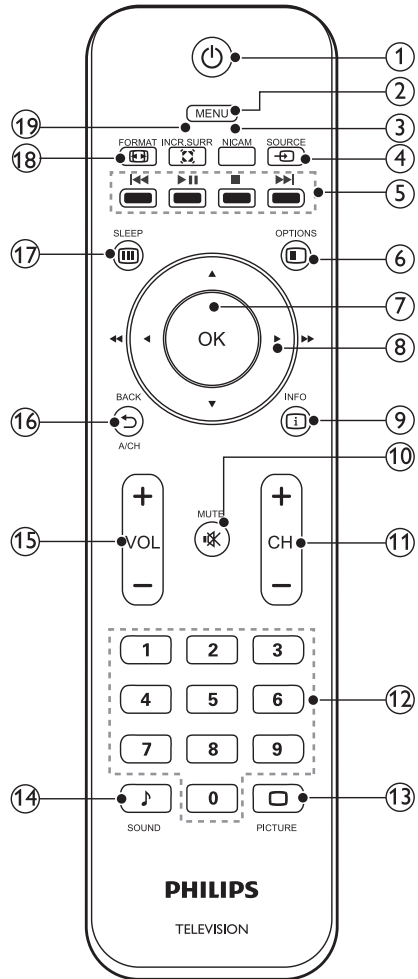 1
2
MENU
19
3
FORMAT INCR.SURR NICAM SOURCE
18
4
5
SLEEP OPTIONS
17
6
7
OK
8
BACK INFO
16
9
A/CH
10
MUTE
+ +
15
VOL CH
11
− −
1 2 3
4 5 6
12
7 8 9
14
0
13
SOUND PICTURE
PHILIPS
TELEVISION